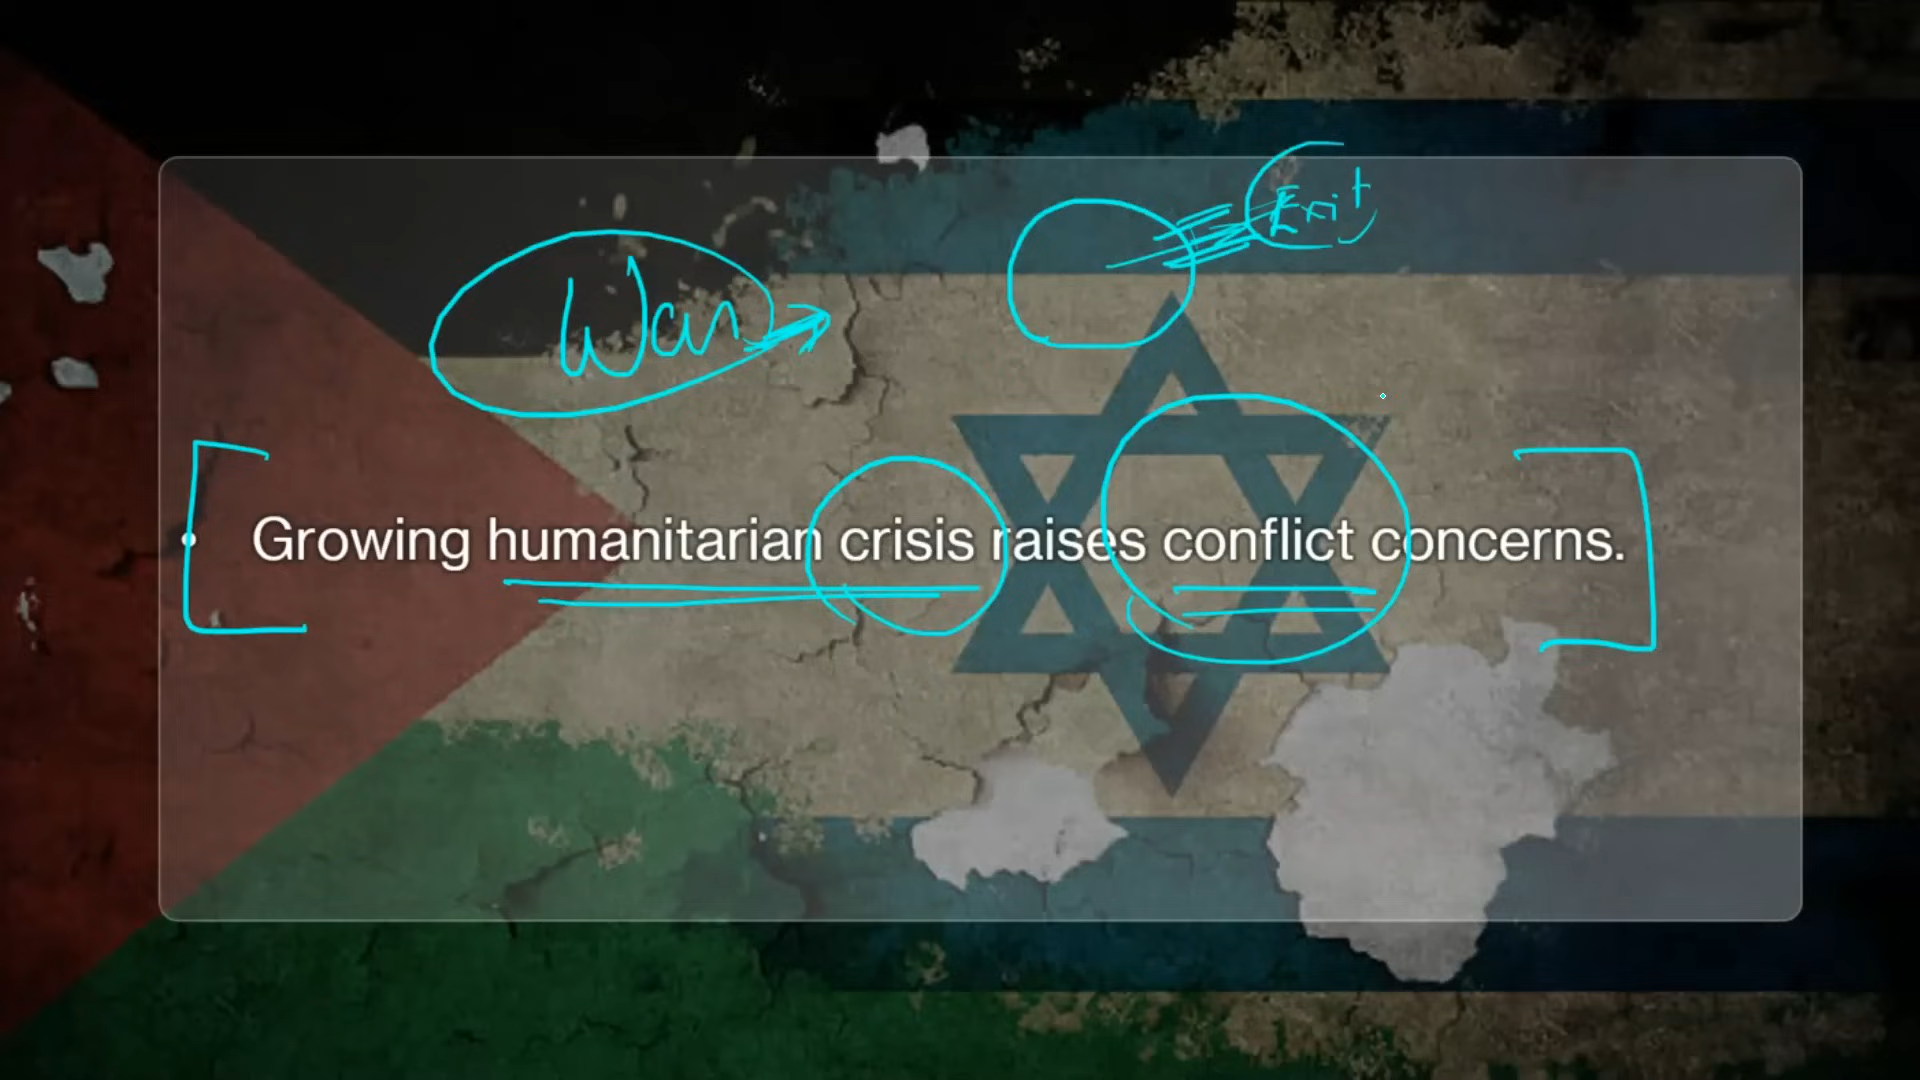 Exit
War
• Growing humanitarian crisis raises conflict concerns.